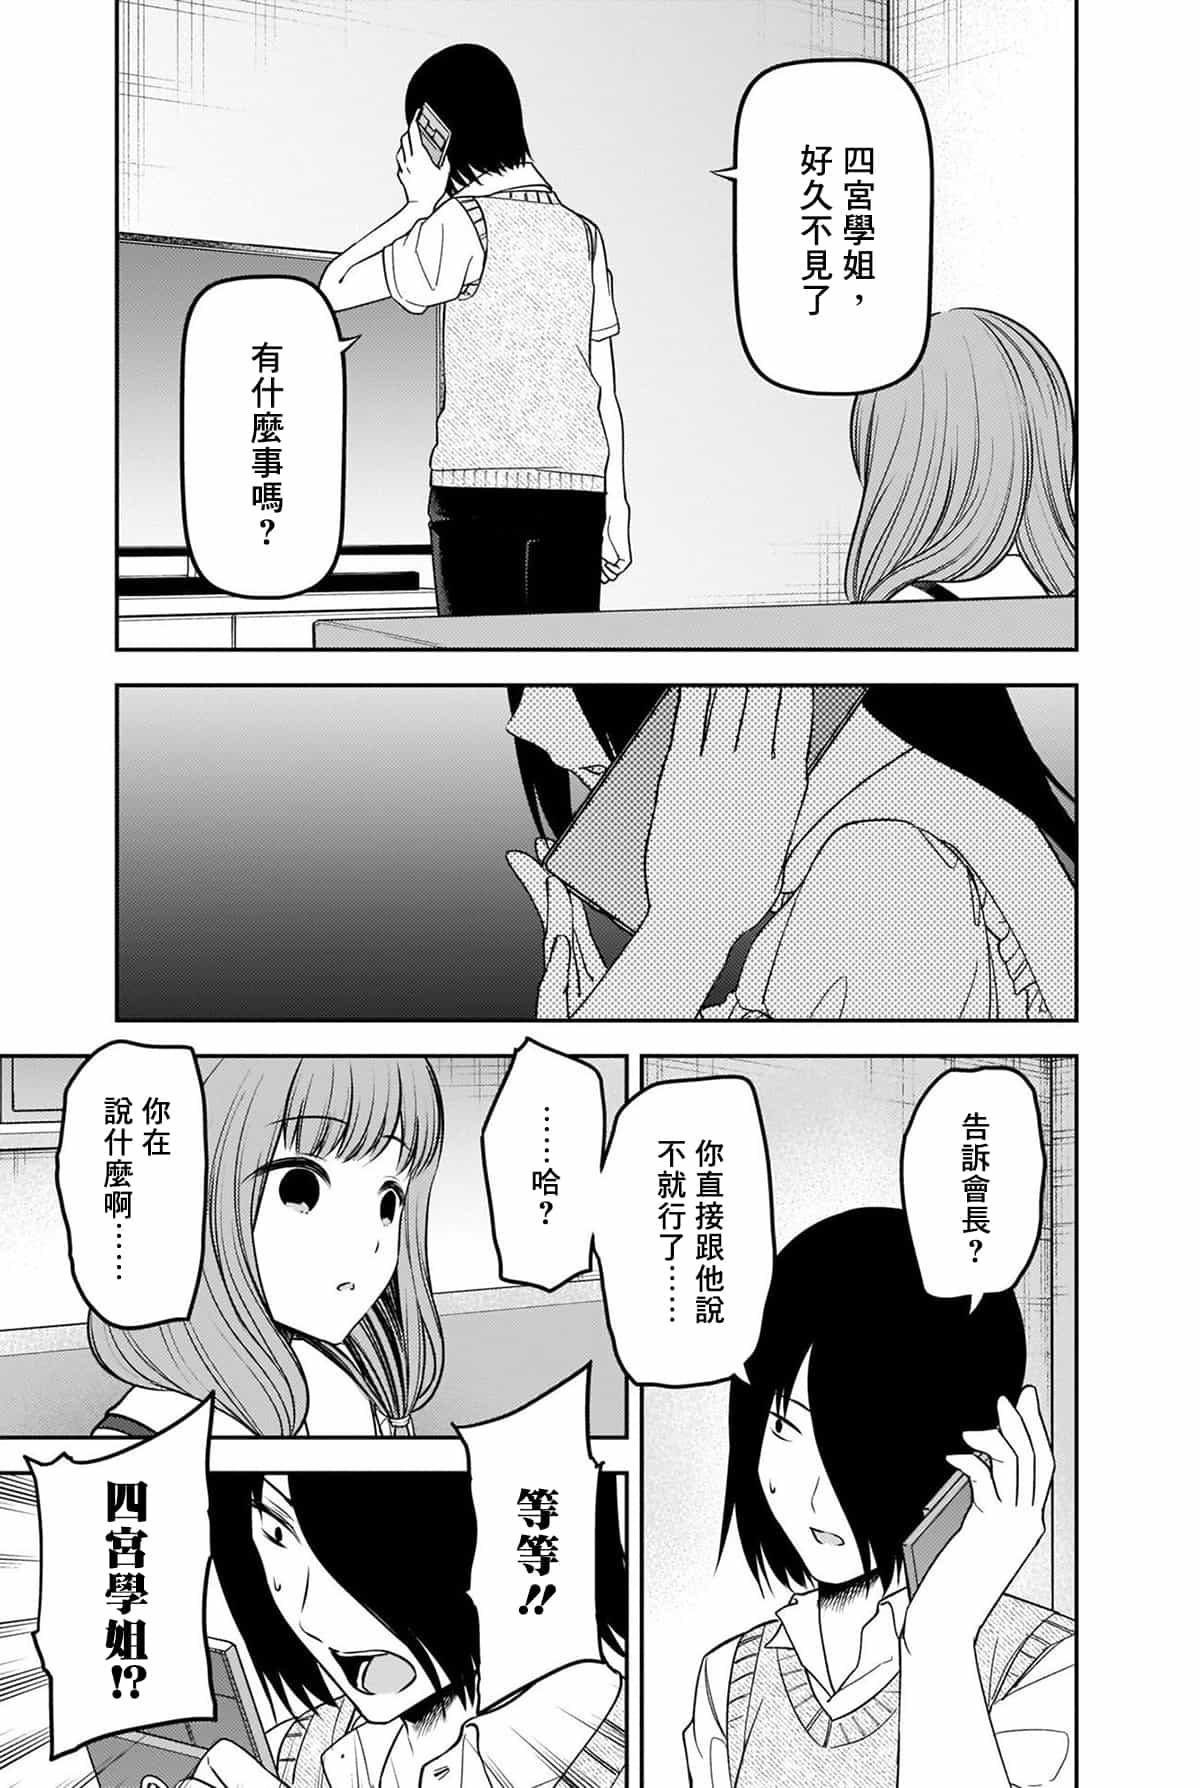 四宮學姐，
好久不見了
有什麼事嗎？
告訴會長？
你直接跟他說
不就行了……
……哈？
你在
說什麼啊……
等等!!
四宮學姐!?